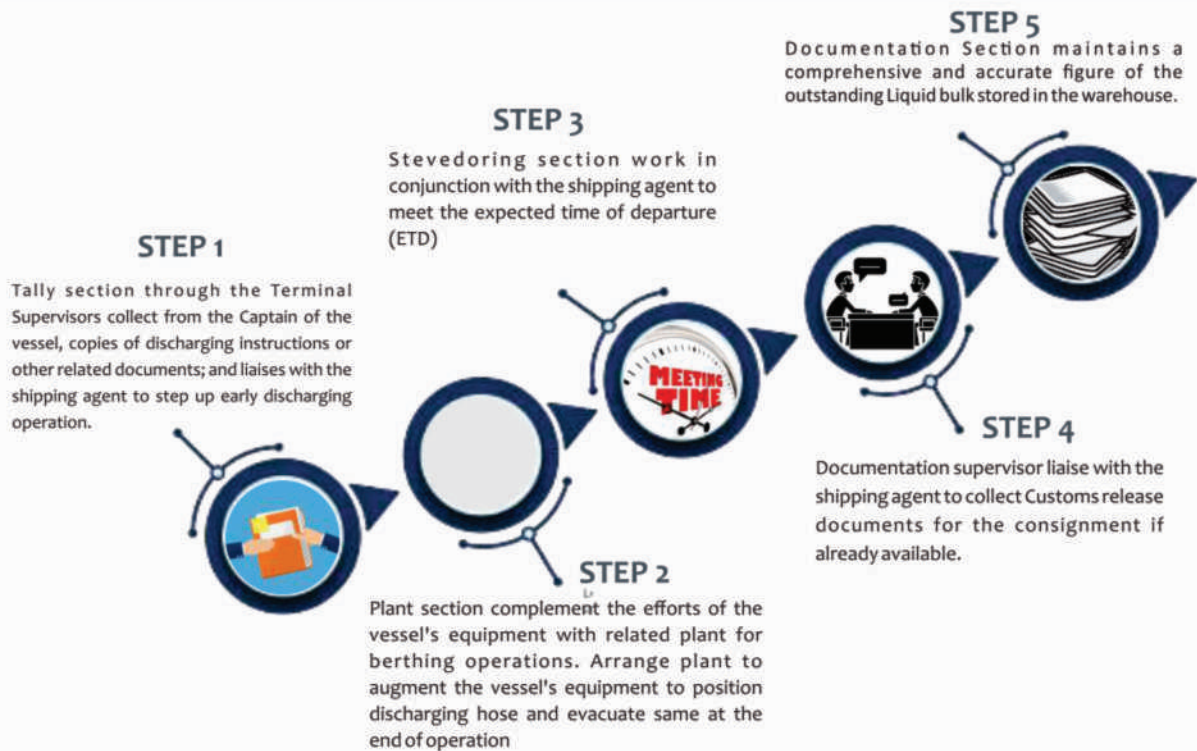 STEP 1
Tally section through the Terminal
Supervisors collect from the Captain of the
vessel, copies of discharging instructions or
other related documents; and liaises with the
shipping agent to step up early discharging
operation.
STEP 2
Plant section complement the efforts of the
vessel's equipment with related plant for
berthing operations. Arrange plant to
augment the vessel's equipment to position
discharging hose and evacuate same at the
end of operation
STEP 3
Stevedoring section work in
conjunction with the shipping agent to
meet the expected time of departure
(ETD)
MEETING
TIME
STEP 4
Documentation supervisor liaise with the
shipping agent to collect Customs release
documents for the consignment if
already available.
STEP 5
Documentation Section maintains a
comprehensive and accurate figure of the
outstanding Liquid bulk stored in the warehouse.